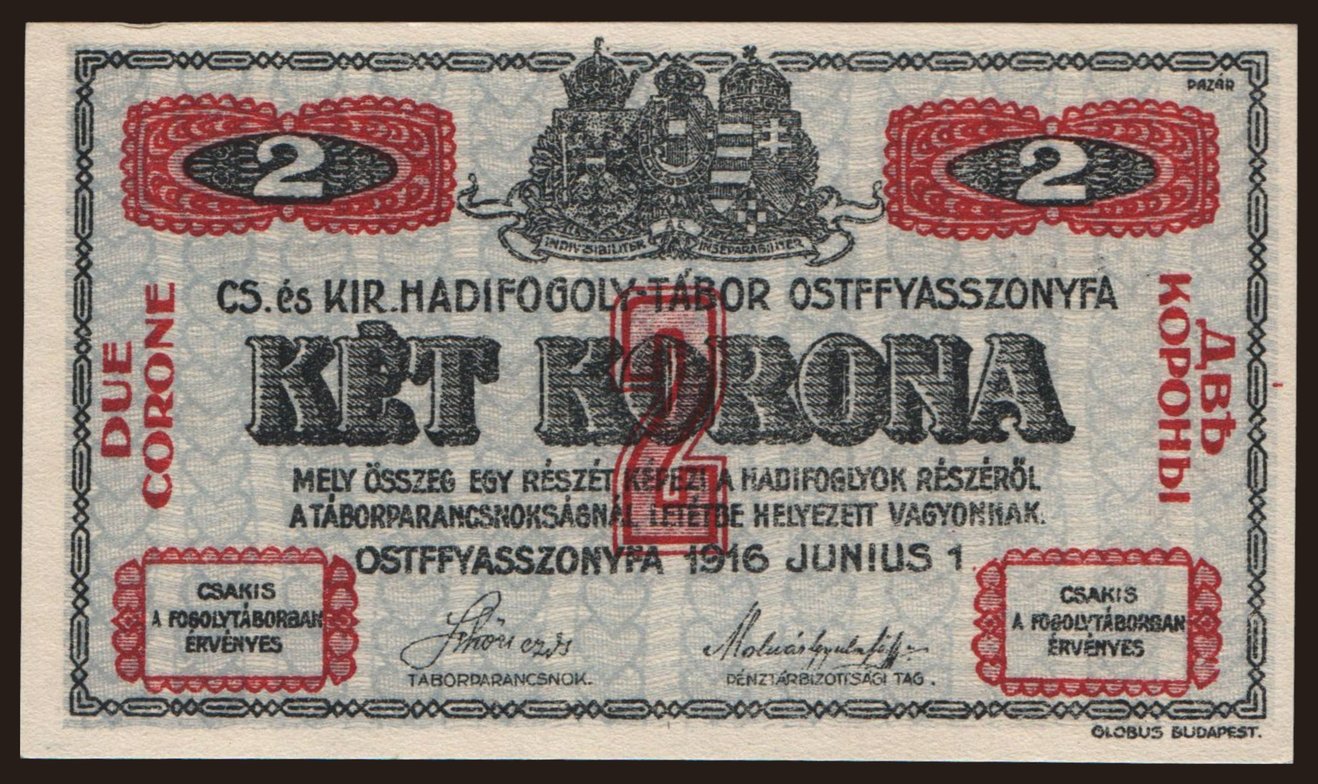 PAZÁR
2
2
INDIVISIBILITER
INSEPARABILITER
CS. és KIR. HADIFOGOLY-TÁBOR OSTFFYASSZONYFA
KÉT KORONA
2
DUE
CORONE
ДВѢ
КОРОНЫ
MELY ÖSSZEG EGY RÉSZÉT KÉPEZI A HADIFOGLYOK RÉSZÉRŐL
A TÁBORPARANCSNOKSÁGNÁL LETÉTBE HELYEZETT VAGYONNAK.
OSTFFYASSZONYFA 1916 JUNIUS 1
CSAKIS
A FOGOLYTÁBORBAN
ÉRVÉNYES
CSAKIS
A FOGOLYTÁBORBAN
ÉRVÉNYES
TÁBORPARANCSNOK.
PÉNZTÁRBIZOTTSÁGI TAG.
GLOBUS BUDAPEST.